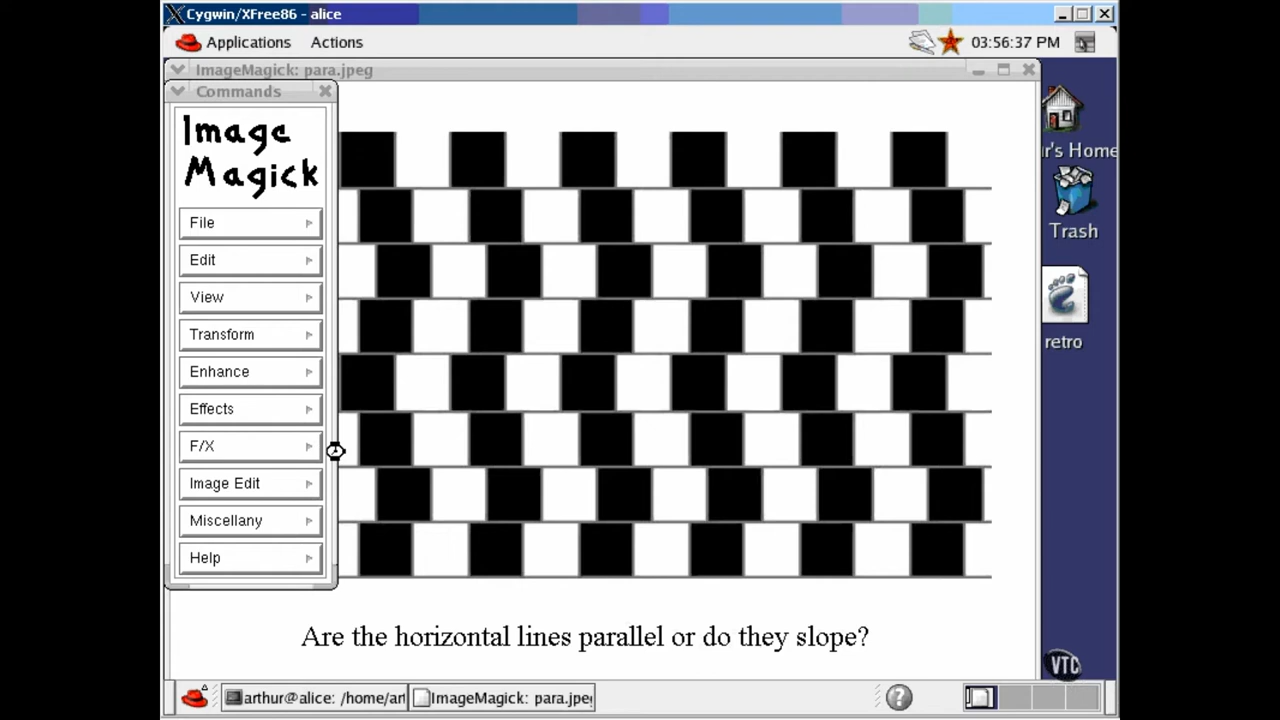 Cygwin/XFree86 - alice
Applications Actions 03:56:37 PM
ImageMagick: para.jpeg
Commands
Image
Magick
File
Edit
View
Transform
Enhance
Effects
F/X
Image Edit
Miscellany
Help
Are the horizontal lines parallel or do they slope?
r's Home
Trash
retro
VTC
arthur@alice: /home/art
ImageMagick: para.jpeg